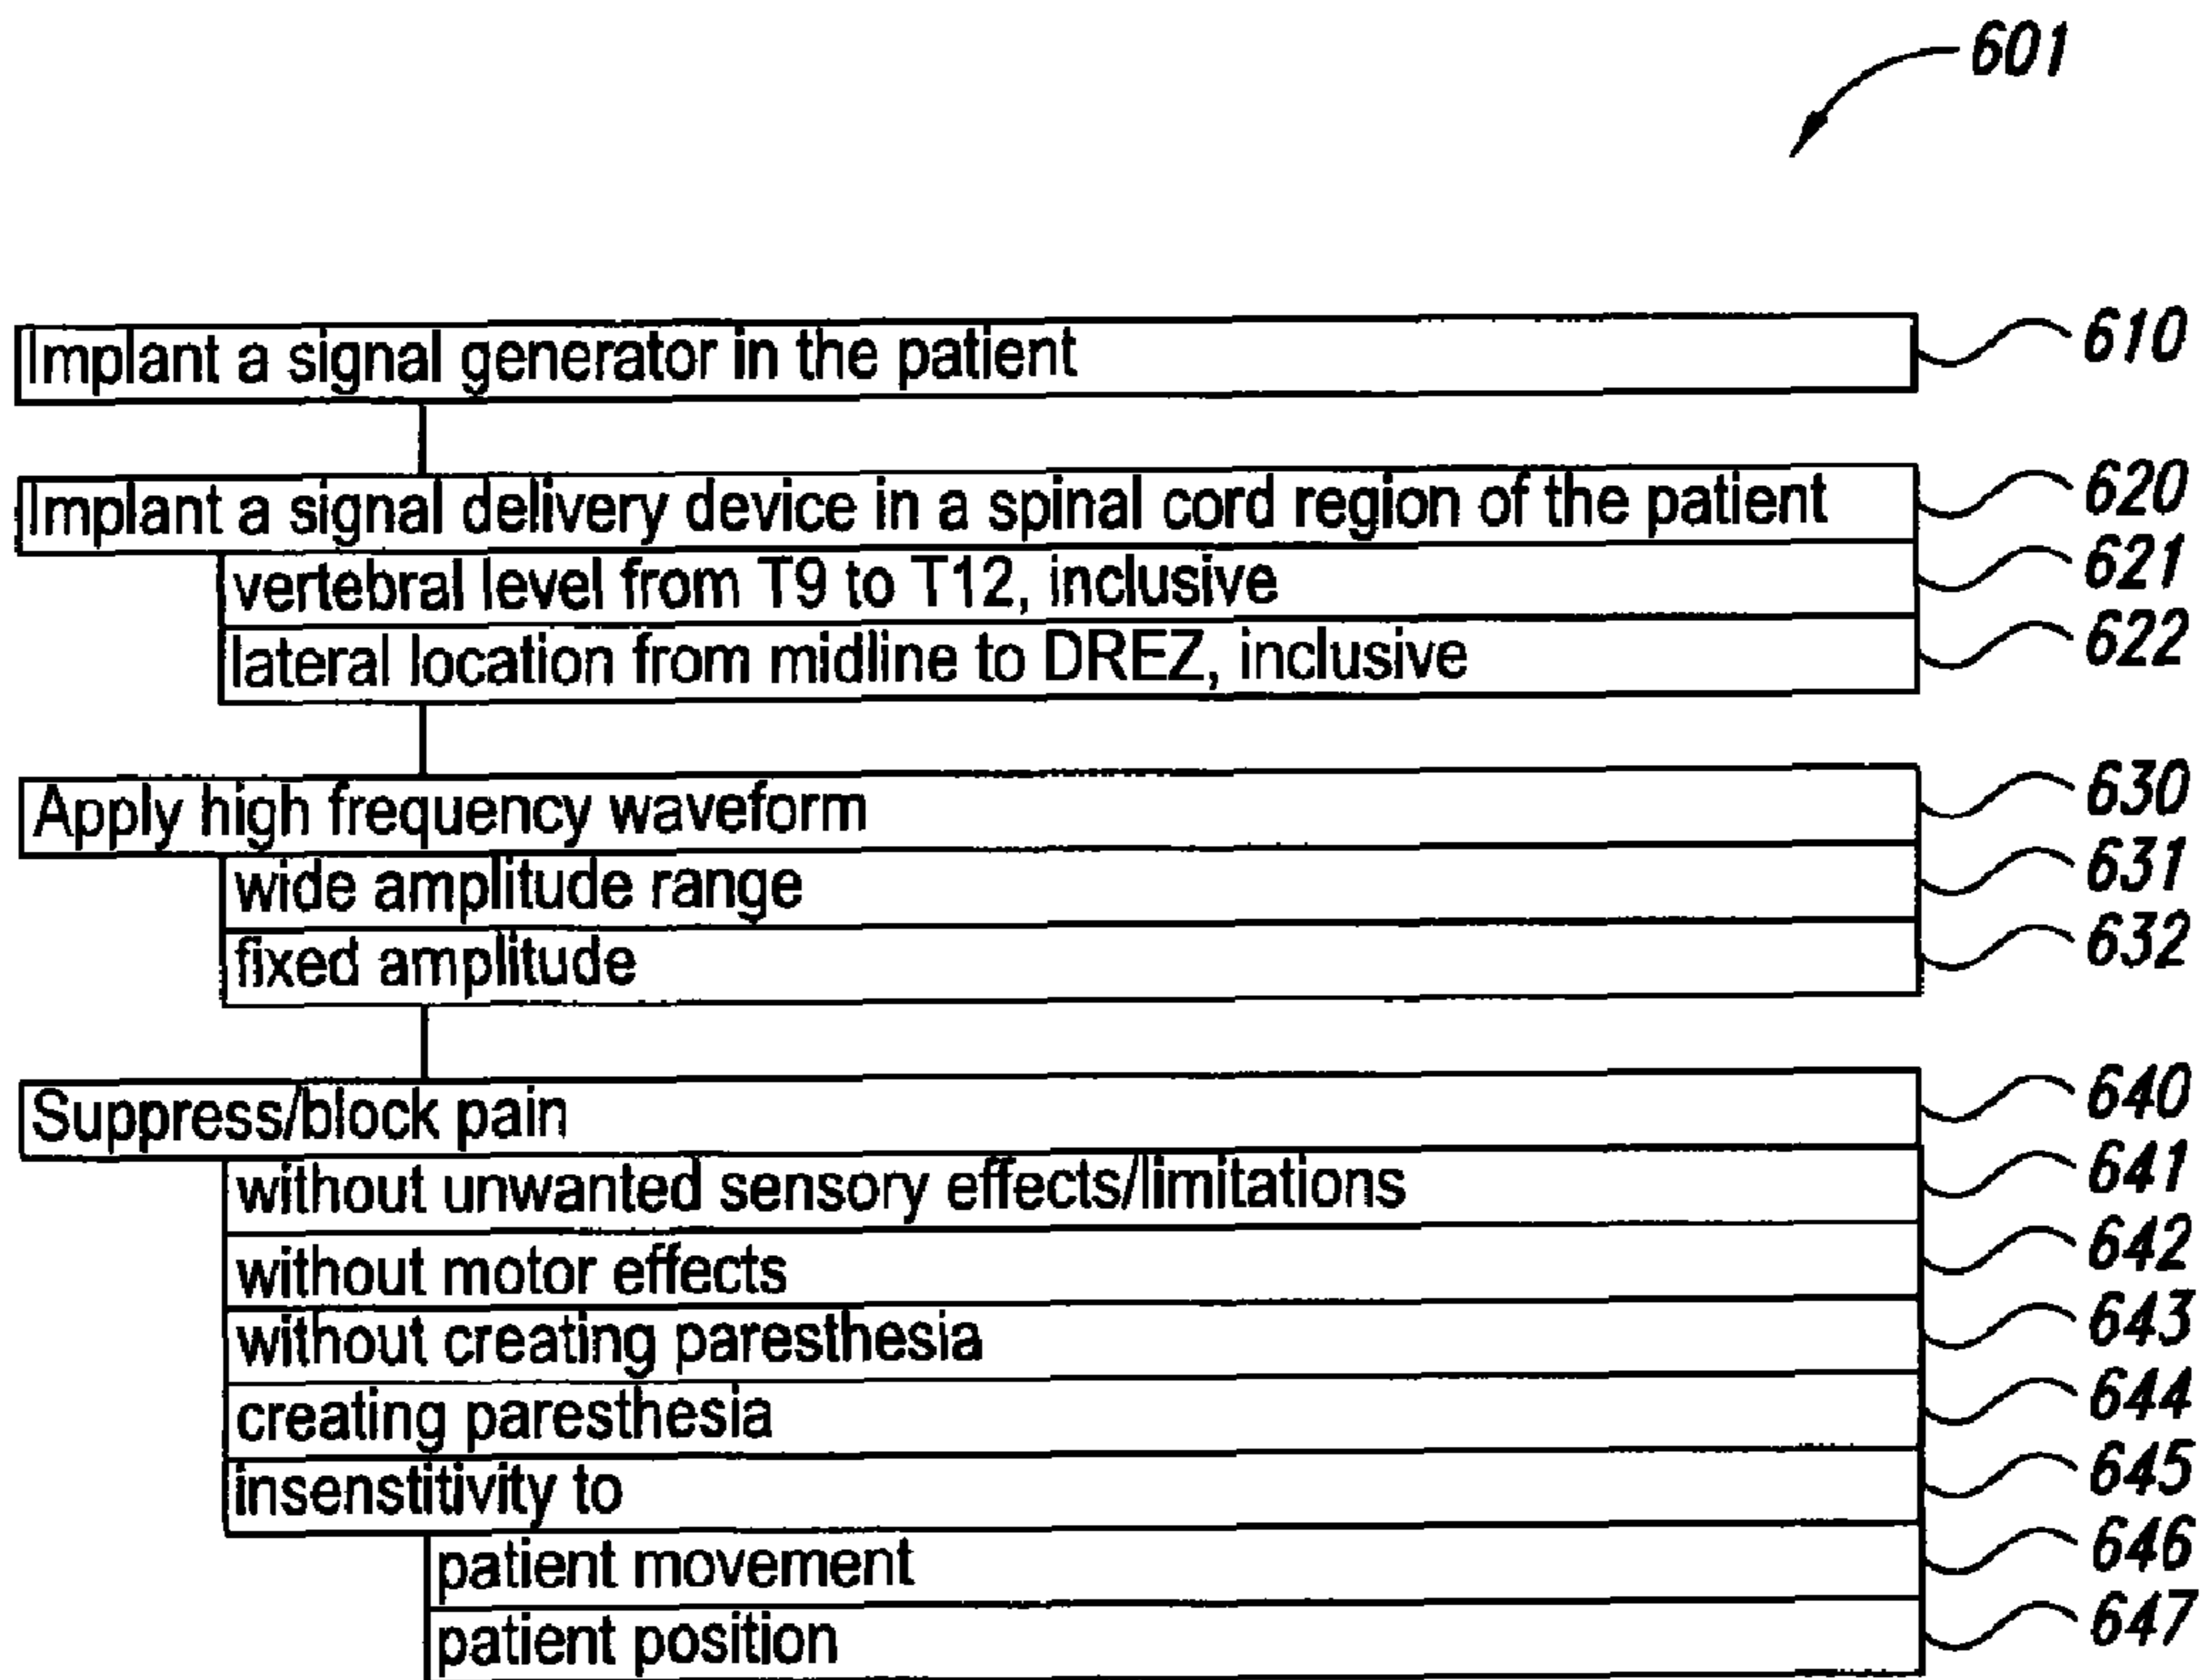 601
Implant a signal generator in the patient 610
Implant a signal delivery device in a spinal cord region of the patient 620
vertebral level from T9 to T12, inclusive 621
lateral location from midline to DREZ, inclusive 622
Apply high frequency waveform 630
wide amplitude range 631
fixed amplitude 632
Suppress/block pain 640
without unwanted sensory effects/limitations 641
without motor effects 642
without creating paresthesia 643
creating paresthesia 644
insenstitivity to 645
patient movement 646
patient position 647